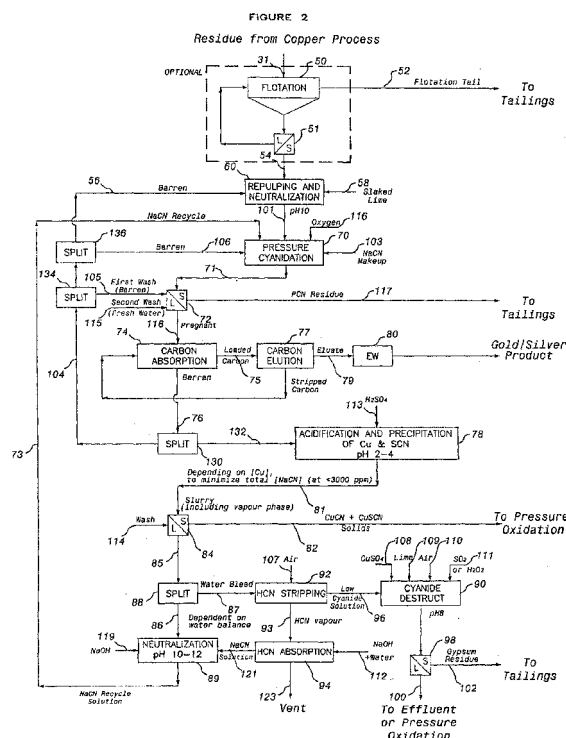 FIGURE 2
Residue from Copper Process
OPTIONAL
31
50
FLOTATION
52
Flotation Tail
To
Tailings
L
S
51
54
60
56
Barren
REPULPING AND
NEUTRALIZATION
58
Slaked
Lime
NaCN Recycle
101
pH10
116
Oxygen
136
SPLIT
Barren
106
PRESSURE
CYANIDATION
70
103
NaCN
Makeup
71
134
SPLIT
105
First Wash
(Barren)
Second Wash
(Fresh Water)
115
L
S
72
PCN Residue
117
To
Tailings
116
Pregnant
74
CARBON
ABSORPTION
Loaded
Carbon
75
77
CARBON
ELUTION
Eluate
79
80
EW
Gold/Silver
Product
Barren
Stripped
Carbon
104
73
76
SPLIT
130
132
H₂SO₄
113
ACIDIFICATION AND PRECIPITATION
OF Cu & SCN
pH 2-4
78
Depending on [Cu],
to minimize total [NaCN] (at <3000 ppm)
81
Slurry
(including vapour phase)
Wash
114
L
S
84
CuCN + CuSCN
Solids
82
To Pressure
Oxidation
85
107
Air
92
108
CuSO₄
109
Lime
110
Air
111
SO₂
or H₂O₂
88
SPLIT
Water Bleed
87
HCN STRIPPING
Low
Cyanide
Solution
96
CYANIDE
DESTRUCT
90
86
Dependent on
water balance
93
HCN vapour
pH8
119
NaOH
NEUTRALIZATION
pH 10-12
89
NaCN
Solution
121
HCN ABSORPTION
94
NaOH
+Water
112
L
S
98
Gypsum
Residue
102
To
Tailings
NaCN Recycle
Solution
123
Vent
100
To Effluent
or Pressure
Oxidation